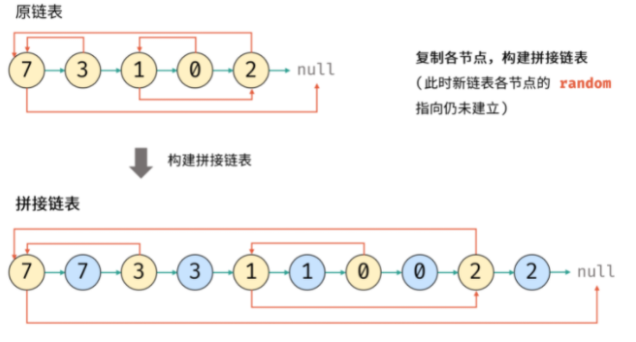 原链表
7 3 1 0 2 null
复制各节点，构建拼接链表
(此时新链表各节点的 random
指向仍未建立)
构建拼接链表
拼接链表
7 7 3 3 1 1 0 0 2 2 null